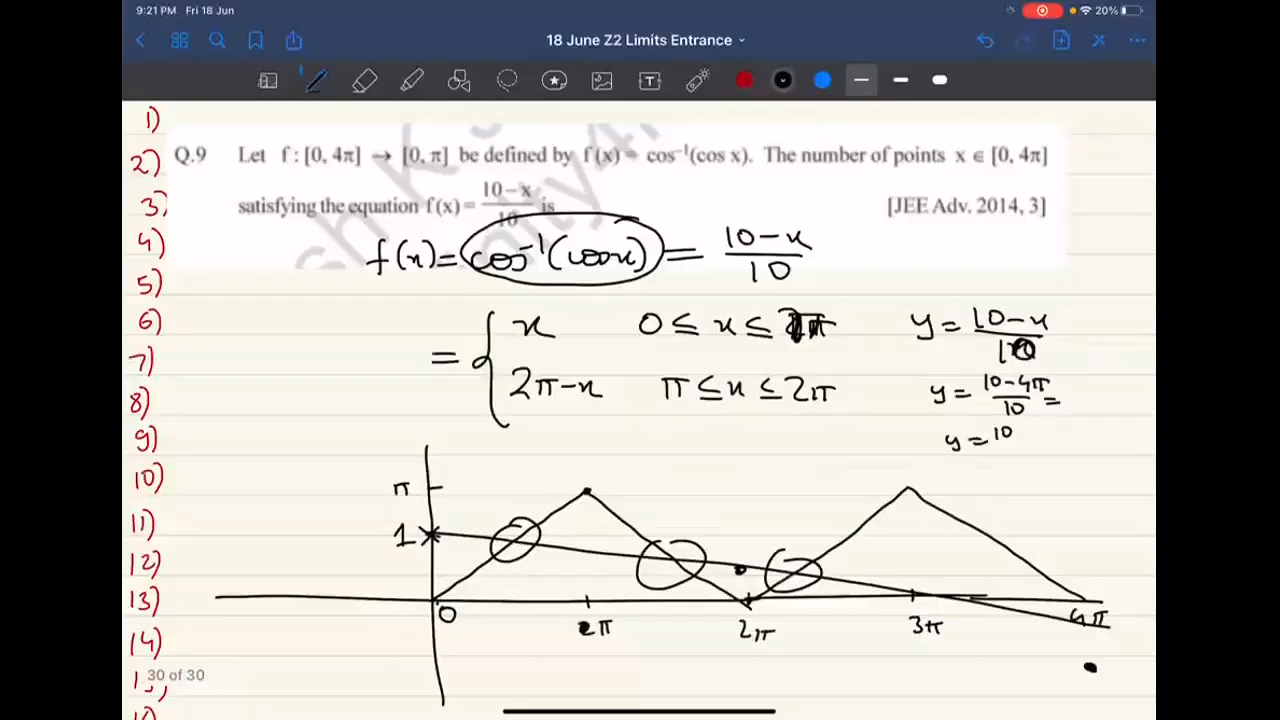 9:21 PM Fri 18 Jun
20%
18 June Z2 Limits Entrance
1)
2)
3)
4)
5)
6)
7)
8)
9)
10)
11)
12)
13)
14)
Q.9 Let f : [0, 4π] → [0, π] be defined by f(x) = cos⁻¹(cos x). The number of points x ∈ [0, 4π]
satisfying the equation f(x) = (10 − x)/10 is [JEE Adv. 2014, 3]
f(x) = cos⁻¹(cos x) = (10 − x)/10
= { x 0 ≤ x ≤ π
2π − x π ≤ x ≤ 2π
y = (10 − x)/10
y = (10 − 4π)/10 =
y = 10
π
1
0 π 2π 3π 4π
30 of 30